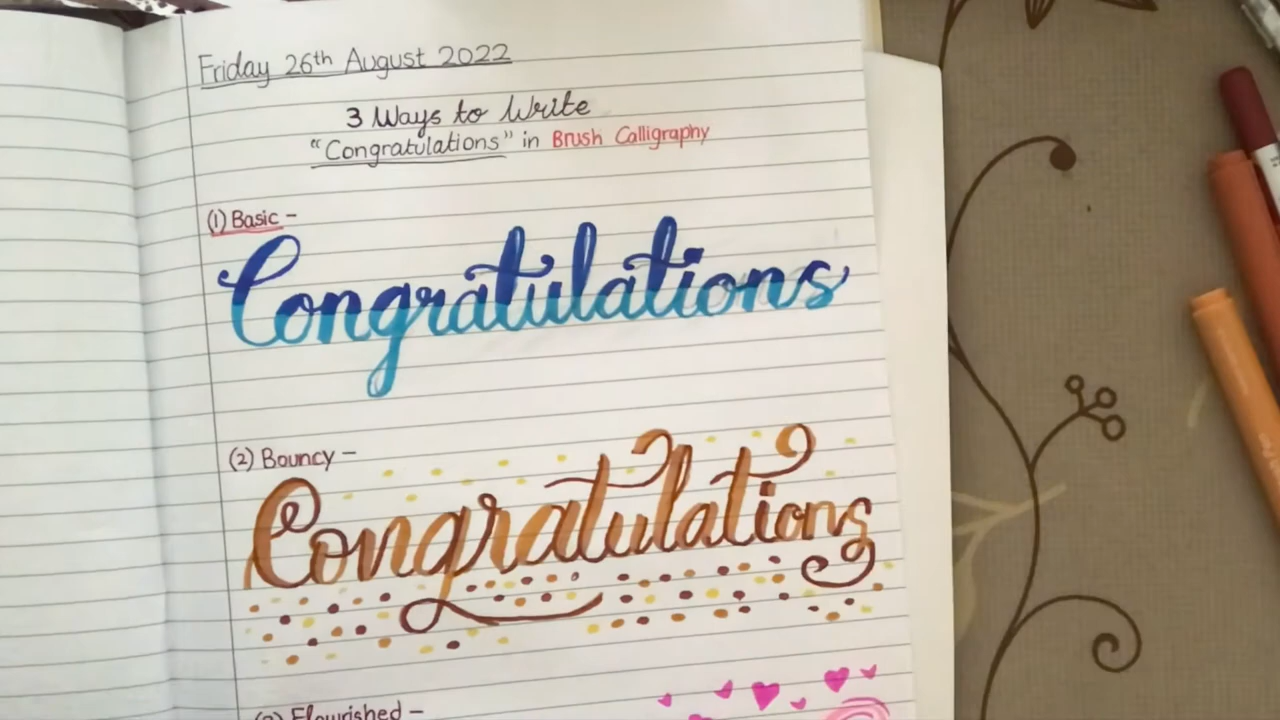 Friday 26th August 2022
3 Ways to Write
"Congratulations" in Brush Calligraphy
(1) Basic -
Congratulations
(2) Bouncy -
Congratulations
(3) Flourished -